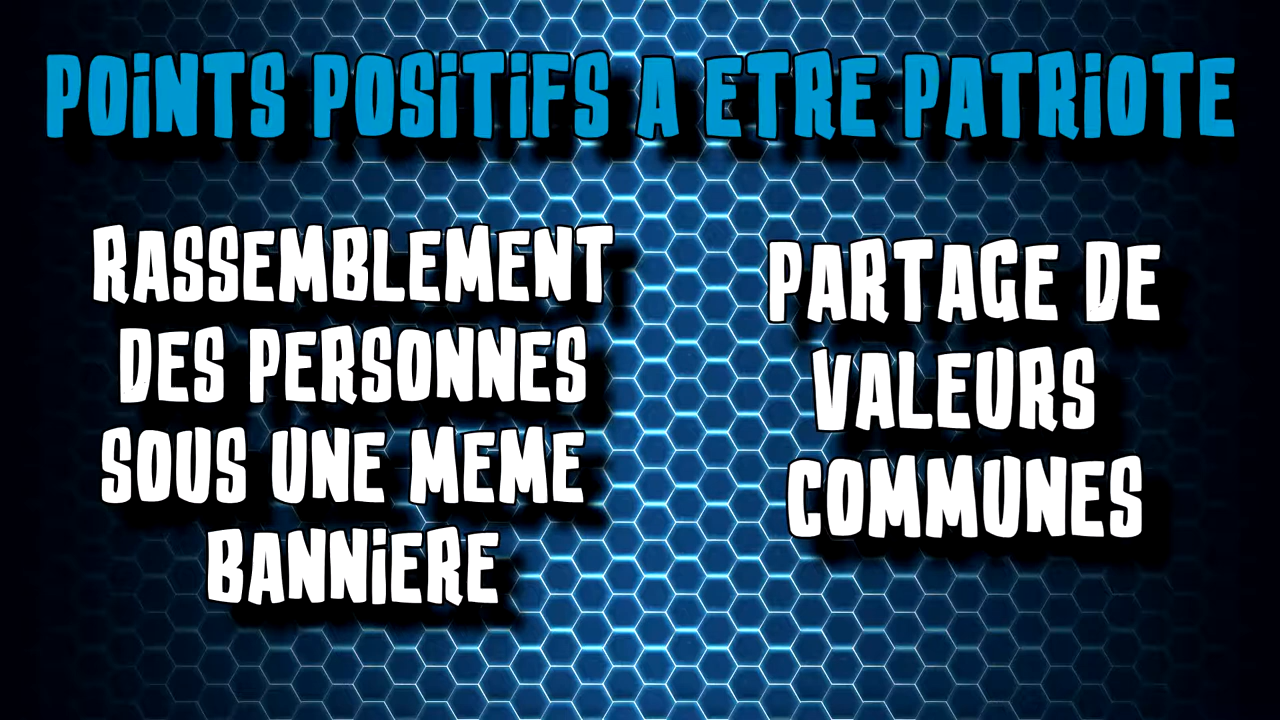 POiNTS POSiTiFS A ETRE PATRiOTE
RASSEMBLEMENT
DES PERSONNES
SOUS UNE MEME
BANNiERE
PARTAGE DE
VALEURS
COMMUNES